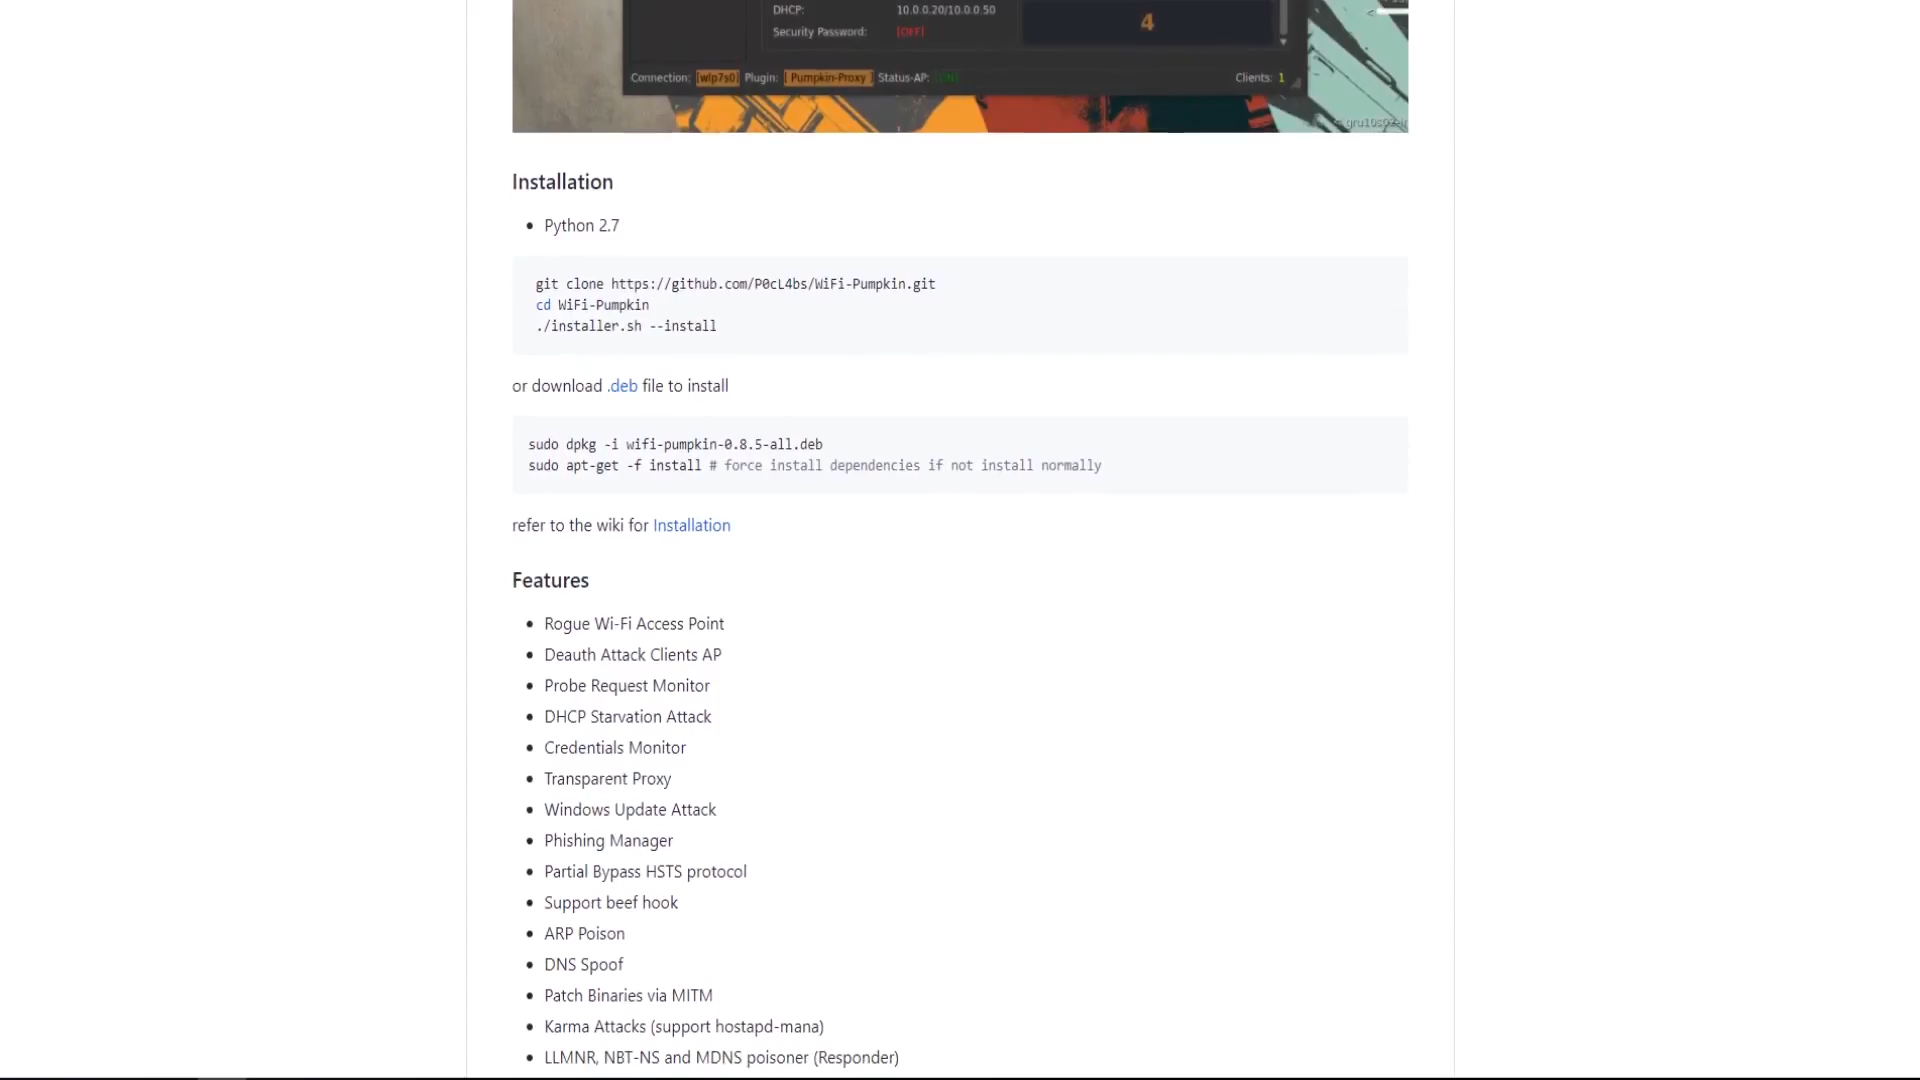 DHCP: 10.0.0.20/10.0.0.50
4
Security Password: [OFF]
Connection: [wlp7s0] Plugin: [ Pumpkin-Proxy ] Status-AP: [ON] Clients: 1
Installation
• Python 2.7
git clone https://github.com/P0cL4bs/WiFi-Pumpkin.git
cd WiFi-Pumpkin
./installer.sh --install
or download .deb file to install
sudo dpkg -i wifi-pumpkin-0.8.5-all.deb
sudo apt-get -f install # force install dependencies if not install normally
refer to the wiki for Installation
Features
• Rogue Wi-Fi Access Point
• Deauth Attack Clients AP
• Probe Request Monitor
• DHCP Starvation Attack
• Credentials Monitor
• Transparent Proxy
• Windows Update Attack
• Phishing Manager
• Partial Bypass HSTS protocol
• Support beef hook
• ARP Poison
• DNS Spoof
• Patch Binaries via MITM
• Karma Attacks (support hostapd-mana)
• LLMNR, NBT-NS and MDNS poisoner (Responder)